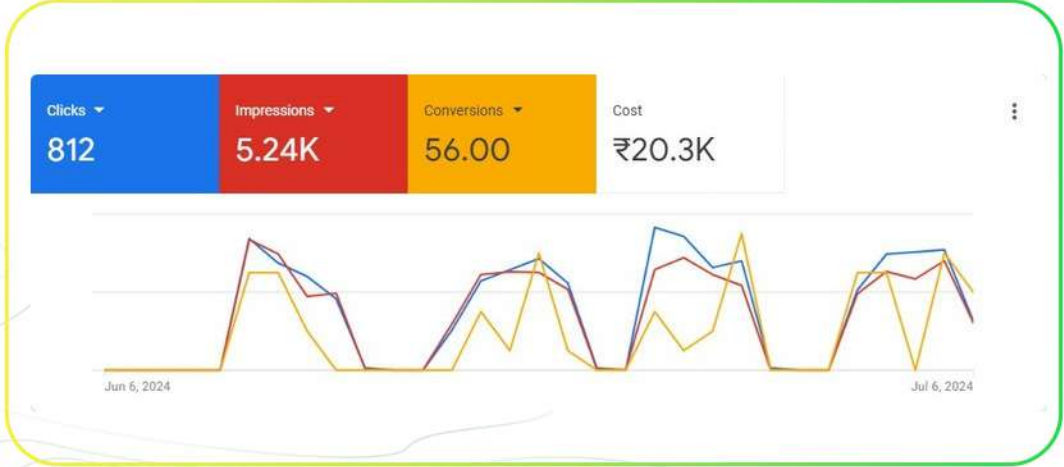 Clicks
812
Impressions
5.24K
Conversions
56.00
Cost
₹20.3K
Jun 6, 2024
Jul 6, 2024